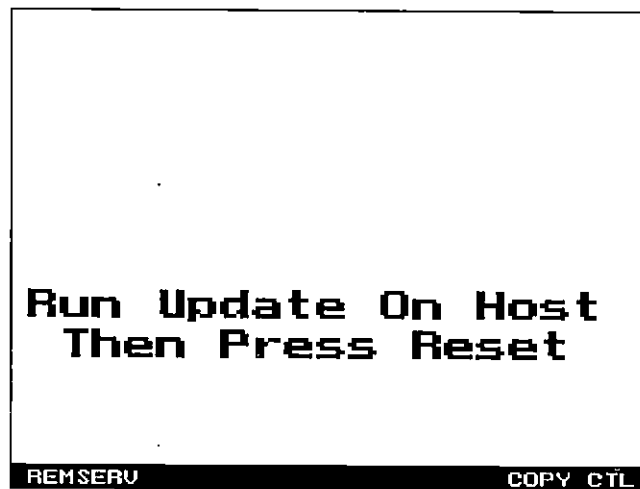 Run Update On Host
Then Press Reset
REMSERV
COPY CTL